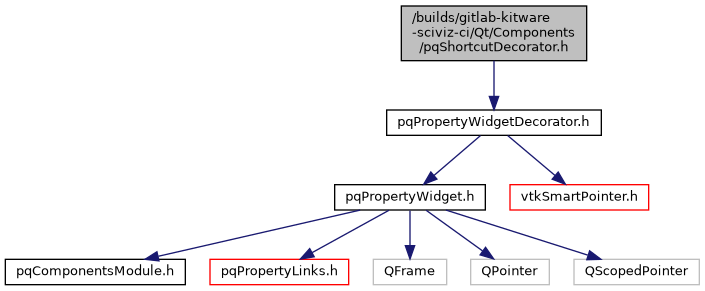 /builds/gitlab-kitware
-sciviz-ci/Qt/Components
/pqShortcutDecorator.h
pqPropertyWidgetDecorator.h
pqPropertyWidget.h
vtkSmartPointer.h
pqComponentsModule.h
pqPropertyLinks.h
QFrame
QPointer
QScopedPointer